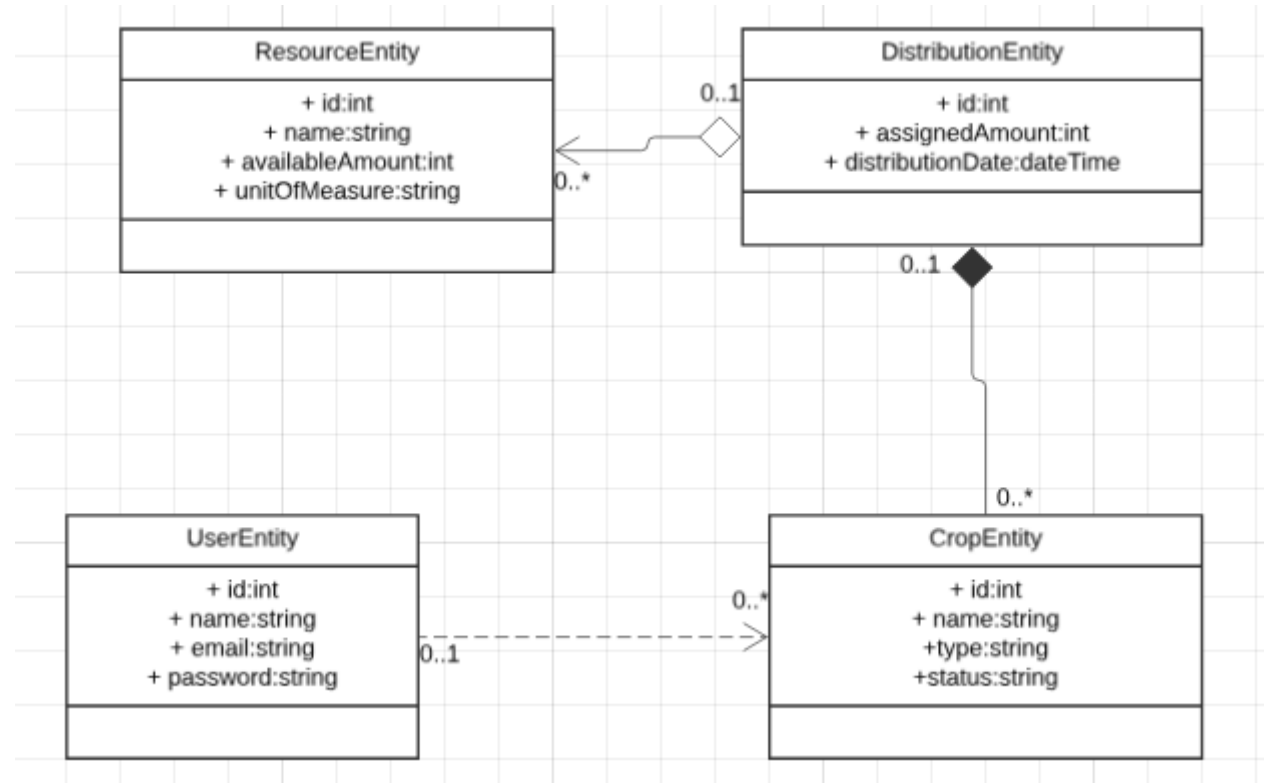 ResourceEntity
+ id:int
+ name:string
+ availableAmount:int
+ unitOfMeasure:string
DistributionEntity
+ id:int
+ assignedAmount:int
+ distributionDate:dateTime
0..1
0..*
0..1
0..*
UserEntity
+ id:int
+ name:string
+ email:string
+ password:string
0..1
0..*
CropEntity
+ id:int
+ name:string
+type:string
+status:string